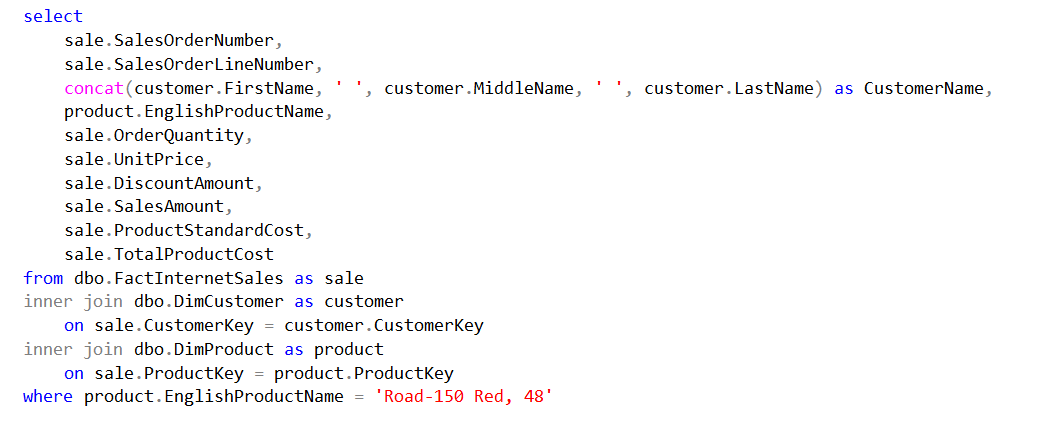 select
    sale.SalesOrderNumber,
    sale.SalesOrderLineNumber,
    concat(customer.FirstName, ' ', customer.MiddleName, ' ', customer.LastName) as CustomerName,
    product.EnglishProductName,
    sale.OrderQuantity,
    sale.UnitPrice,
    sale.DiscountAmount,
    sale.SalesAmount,
    sale.ProductStandardCost,
    sale.TotalProductCost
from dbo.FactInternetSales as sale
inner join dbo.DimCustomer as customer
    on sale.CustomerKey = customer.CustomerKey
inner join dbo.DimProduct as product
    on sale.ProductKey = product.ProductKey
where product.EnglishProductName = 'Road-150 Red, 48'